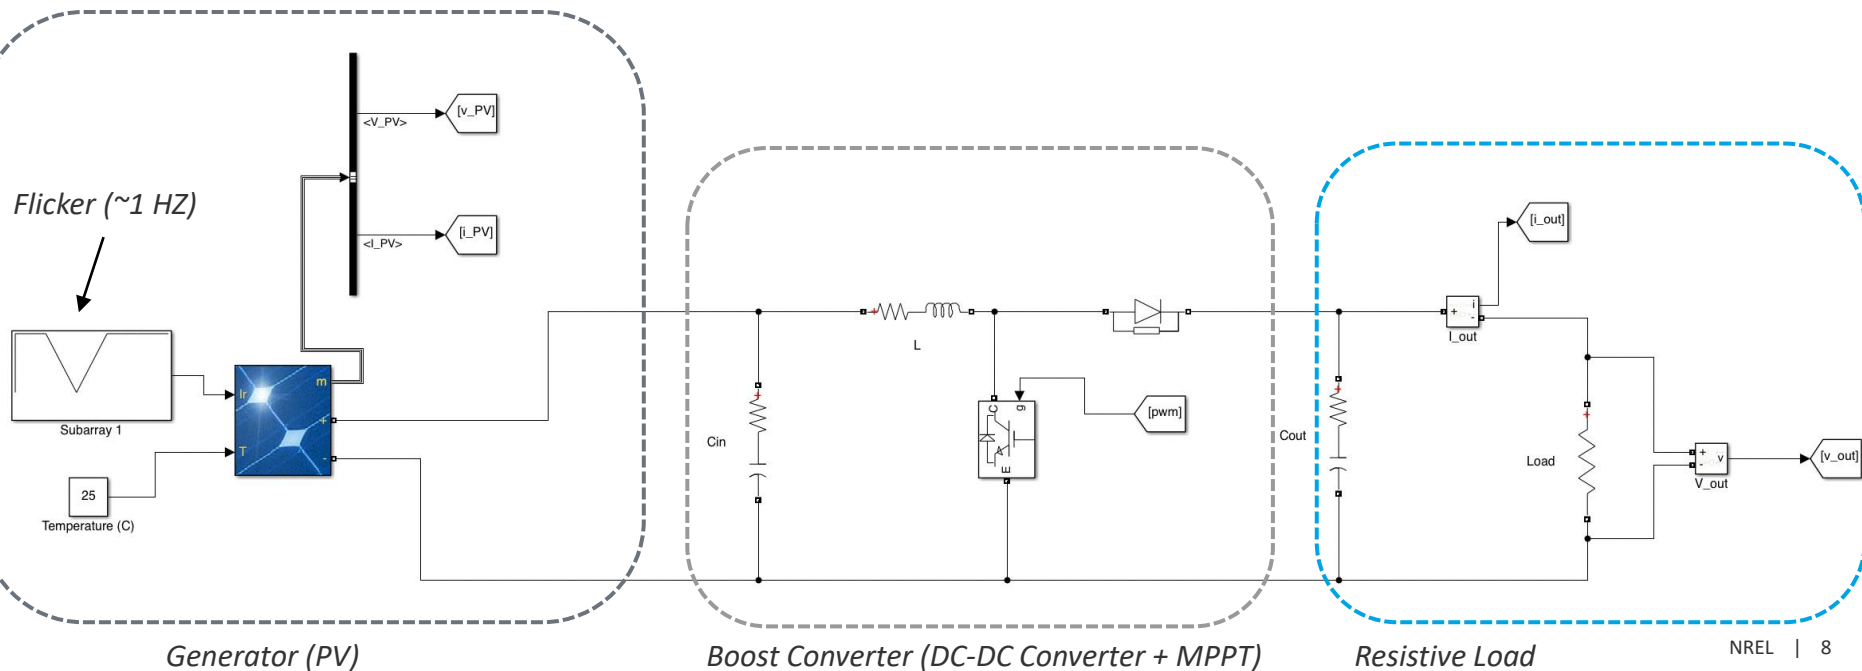 Flicker (~1 HZ)
<V_PV>
[v_PV]
<I_PV>
[i_PV]
Subarray 1
Ir
m
T
+
-
25
Temperature (C)
Generator (PV)
Cin
+
+
L
C
g
E
[pwm]
Boost Converter (DC-DC Converter + MPPT)
Cout
+
+
i
-
I_out
[i_out]
Load
+
+
-
v
V_out
[v_out]
Resistive Load
NREL | 8